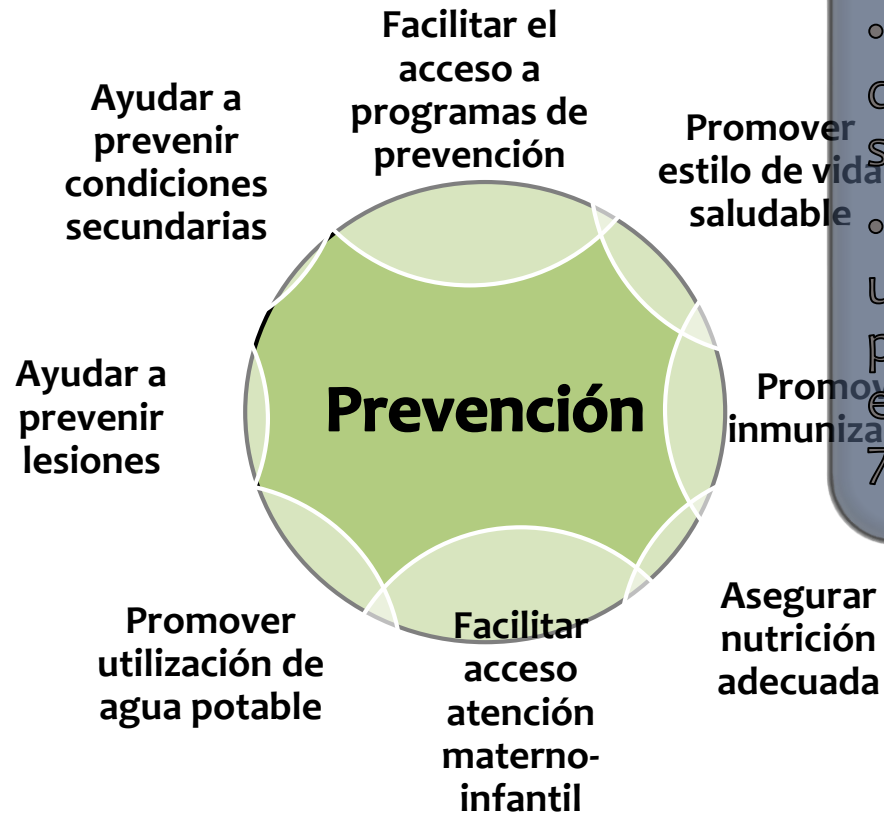 Facilitar el
acceso a
programas de
prevención
Promover
estilo de vida
saludable
Asegurar
nutrición
adecuada
Facilitar
acceso
atención
materno-
infantil
Promover
utilización de
agua potable
Ayudar a
prevenir
lesiones
Ayudar a
prevenir
condiciones
secundarias
Prevención